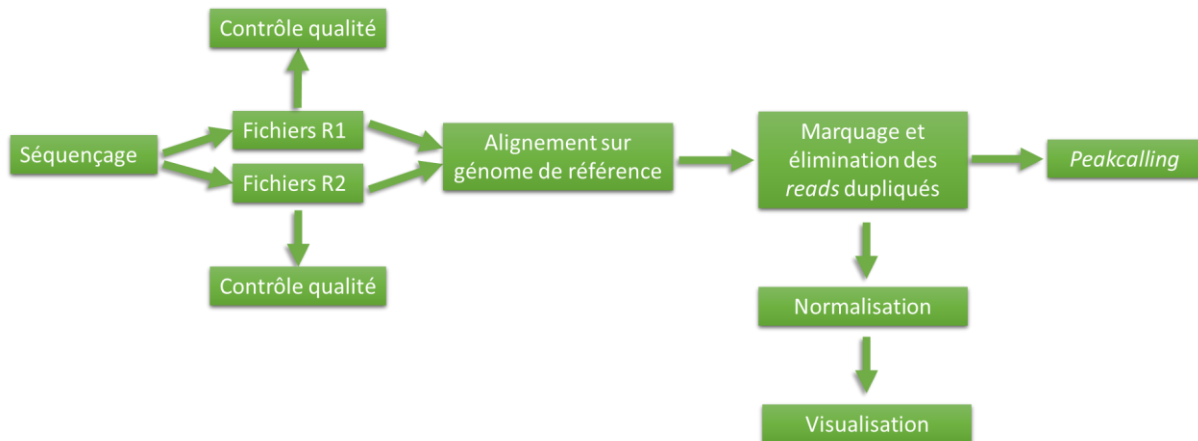 Contrôle qualité
Fichiers R1
Séquençage
Fichiers R2
Contrôle qualité
Alignement sur
génome de référence
Marquage et
élimination des
reads dupliqués
Peakcalling
Normalisation
Visualisation